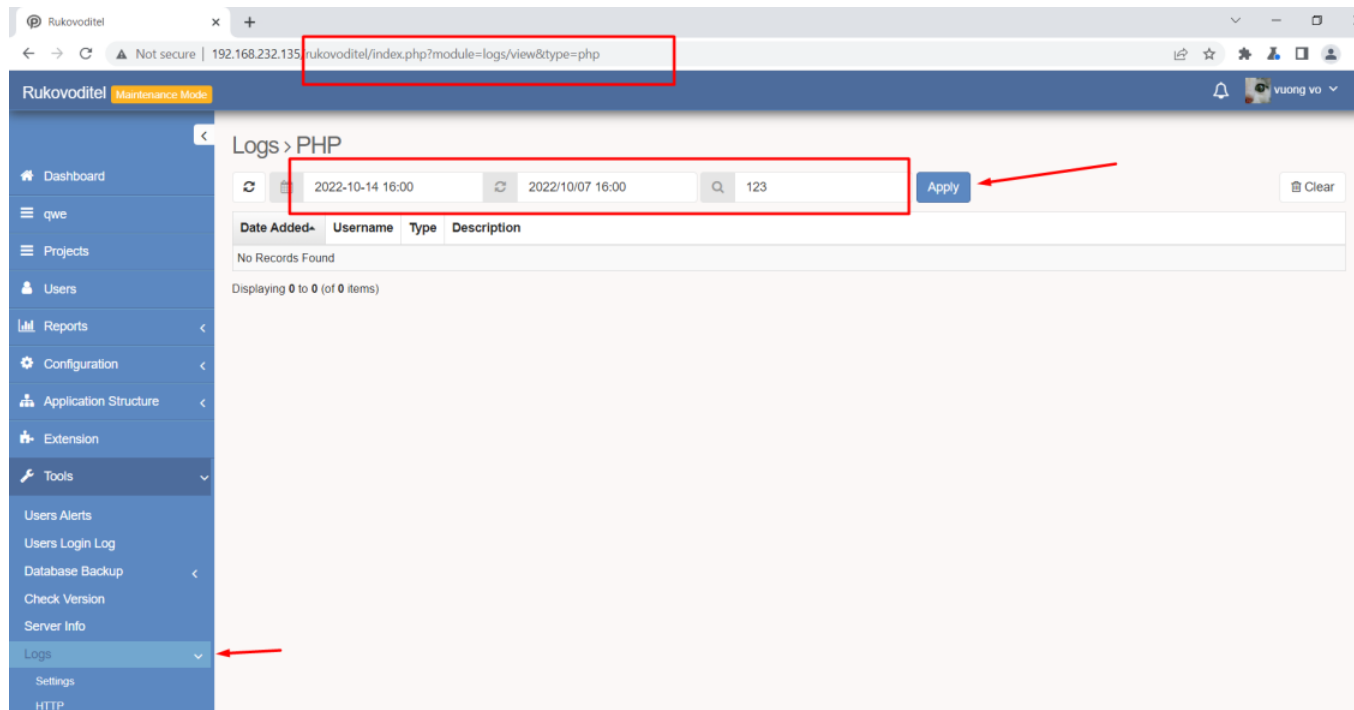 Rukovoditel
Not secure | 192.168.232.135/rukovoditel/index.php?module=logs/view&type=php
Rukovoditel Maintenance Mode
vuong vo
Logs > PHP
2022-10-14 16:00 2022/10/07 16:00 123 Apply Clear
Date Added Username Type Description
No Records Found
Displaying 0 to 0 (of 0 items)
Dashboard
qwe
Projects
Users
Reports
Configuration
Application Structure
Extension
Tools
Users Alerts
Users Login Log
Database Backup
Check Version
Server Info
Logs
Settings
HTTP